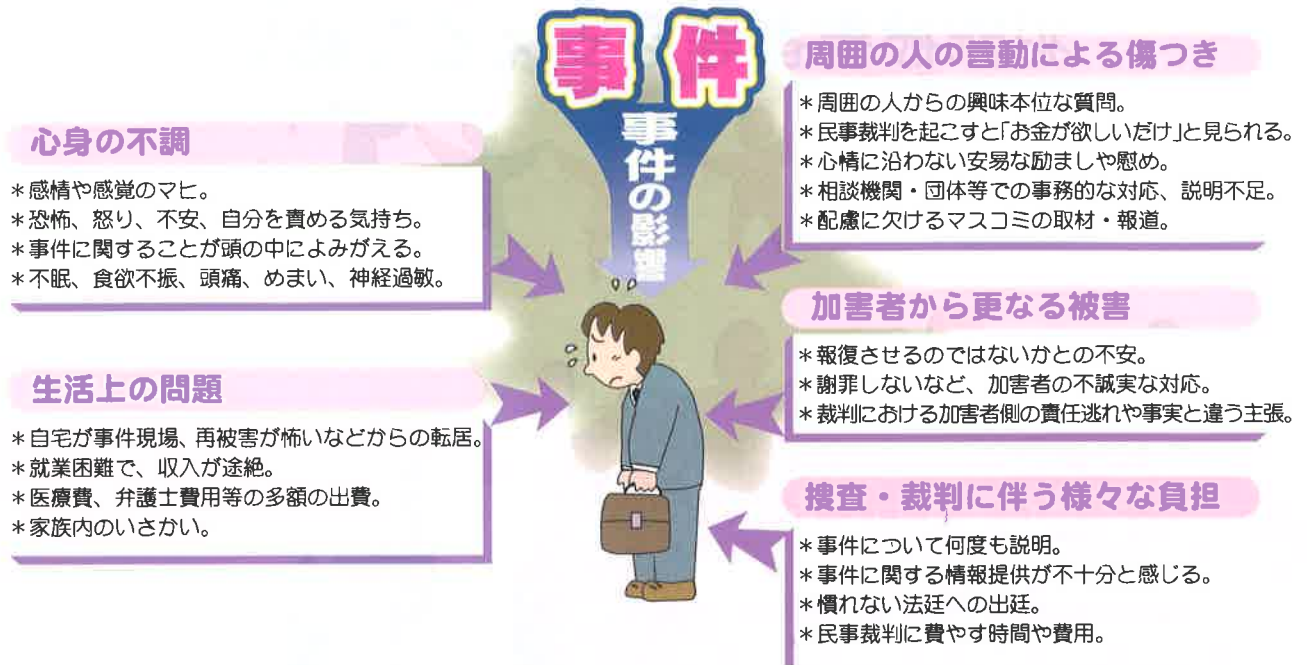 事件
事件の影響
心身の不調
*感情や感覚のマヒ。
*恐怖、怒り、不安、自分を責める気持ち。
*事件に関することが頭の中によみがえる。
*不眠、食欲不振、頭痛、めまい、神経過敏。
生活上の問題
*自宅が事件現場、再被害が怖いなどからの転居。
*就業困難で、収入が途絶。
*医療費、弁護士費用等の多額の出費。
*家族内のいさかい。
周囲の人の言動による傷つき
*周囲の人からの興味本位な質問。
*民事裁判を起こすと「お金が欲しいだけ」と見られる。
*心情に沿わない安易な励ましや慰め。
*相談機関・団体等での事務的な対応、説明不足。
*配慮に欠けるマスコミの取材・報道。
加害者から更なる被害
*報復させるのではないかとの不安。
*謝罪しないなど、加害者の不誠実な対応。
*裁判における加害者側の責任逃れや事実と違う主張。
捜査・裁判に伴う様々な負担
*事件について何度も説明。
*事件に関する情報提供が不十分と感じる。
*慣れない法廷への出廷。
*民事裁判に費やす時間や費用。